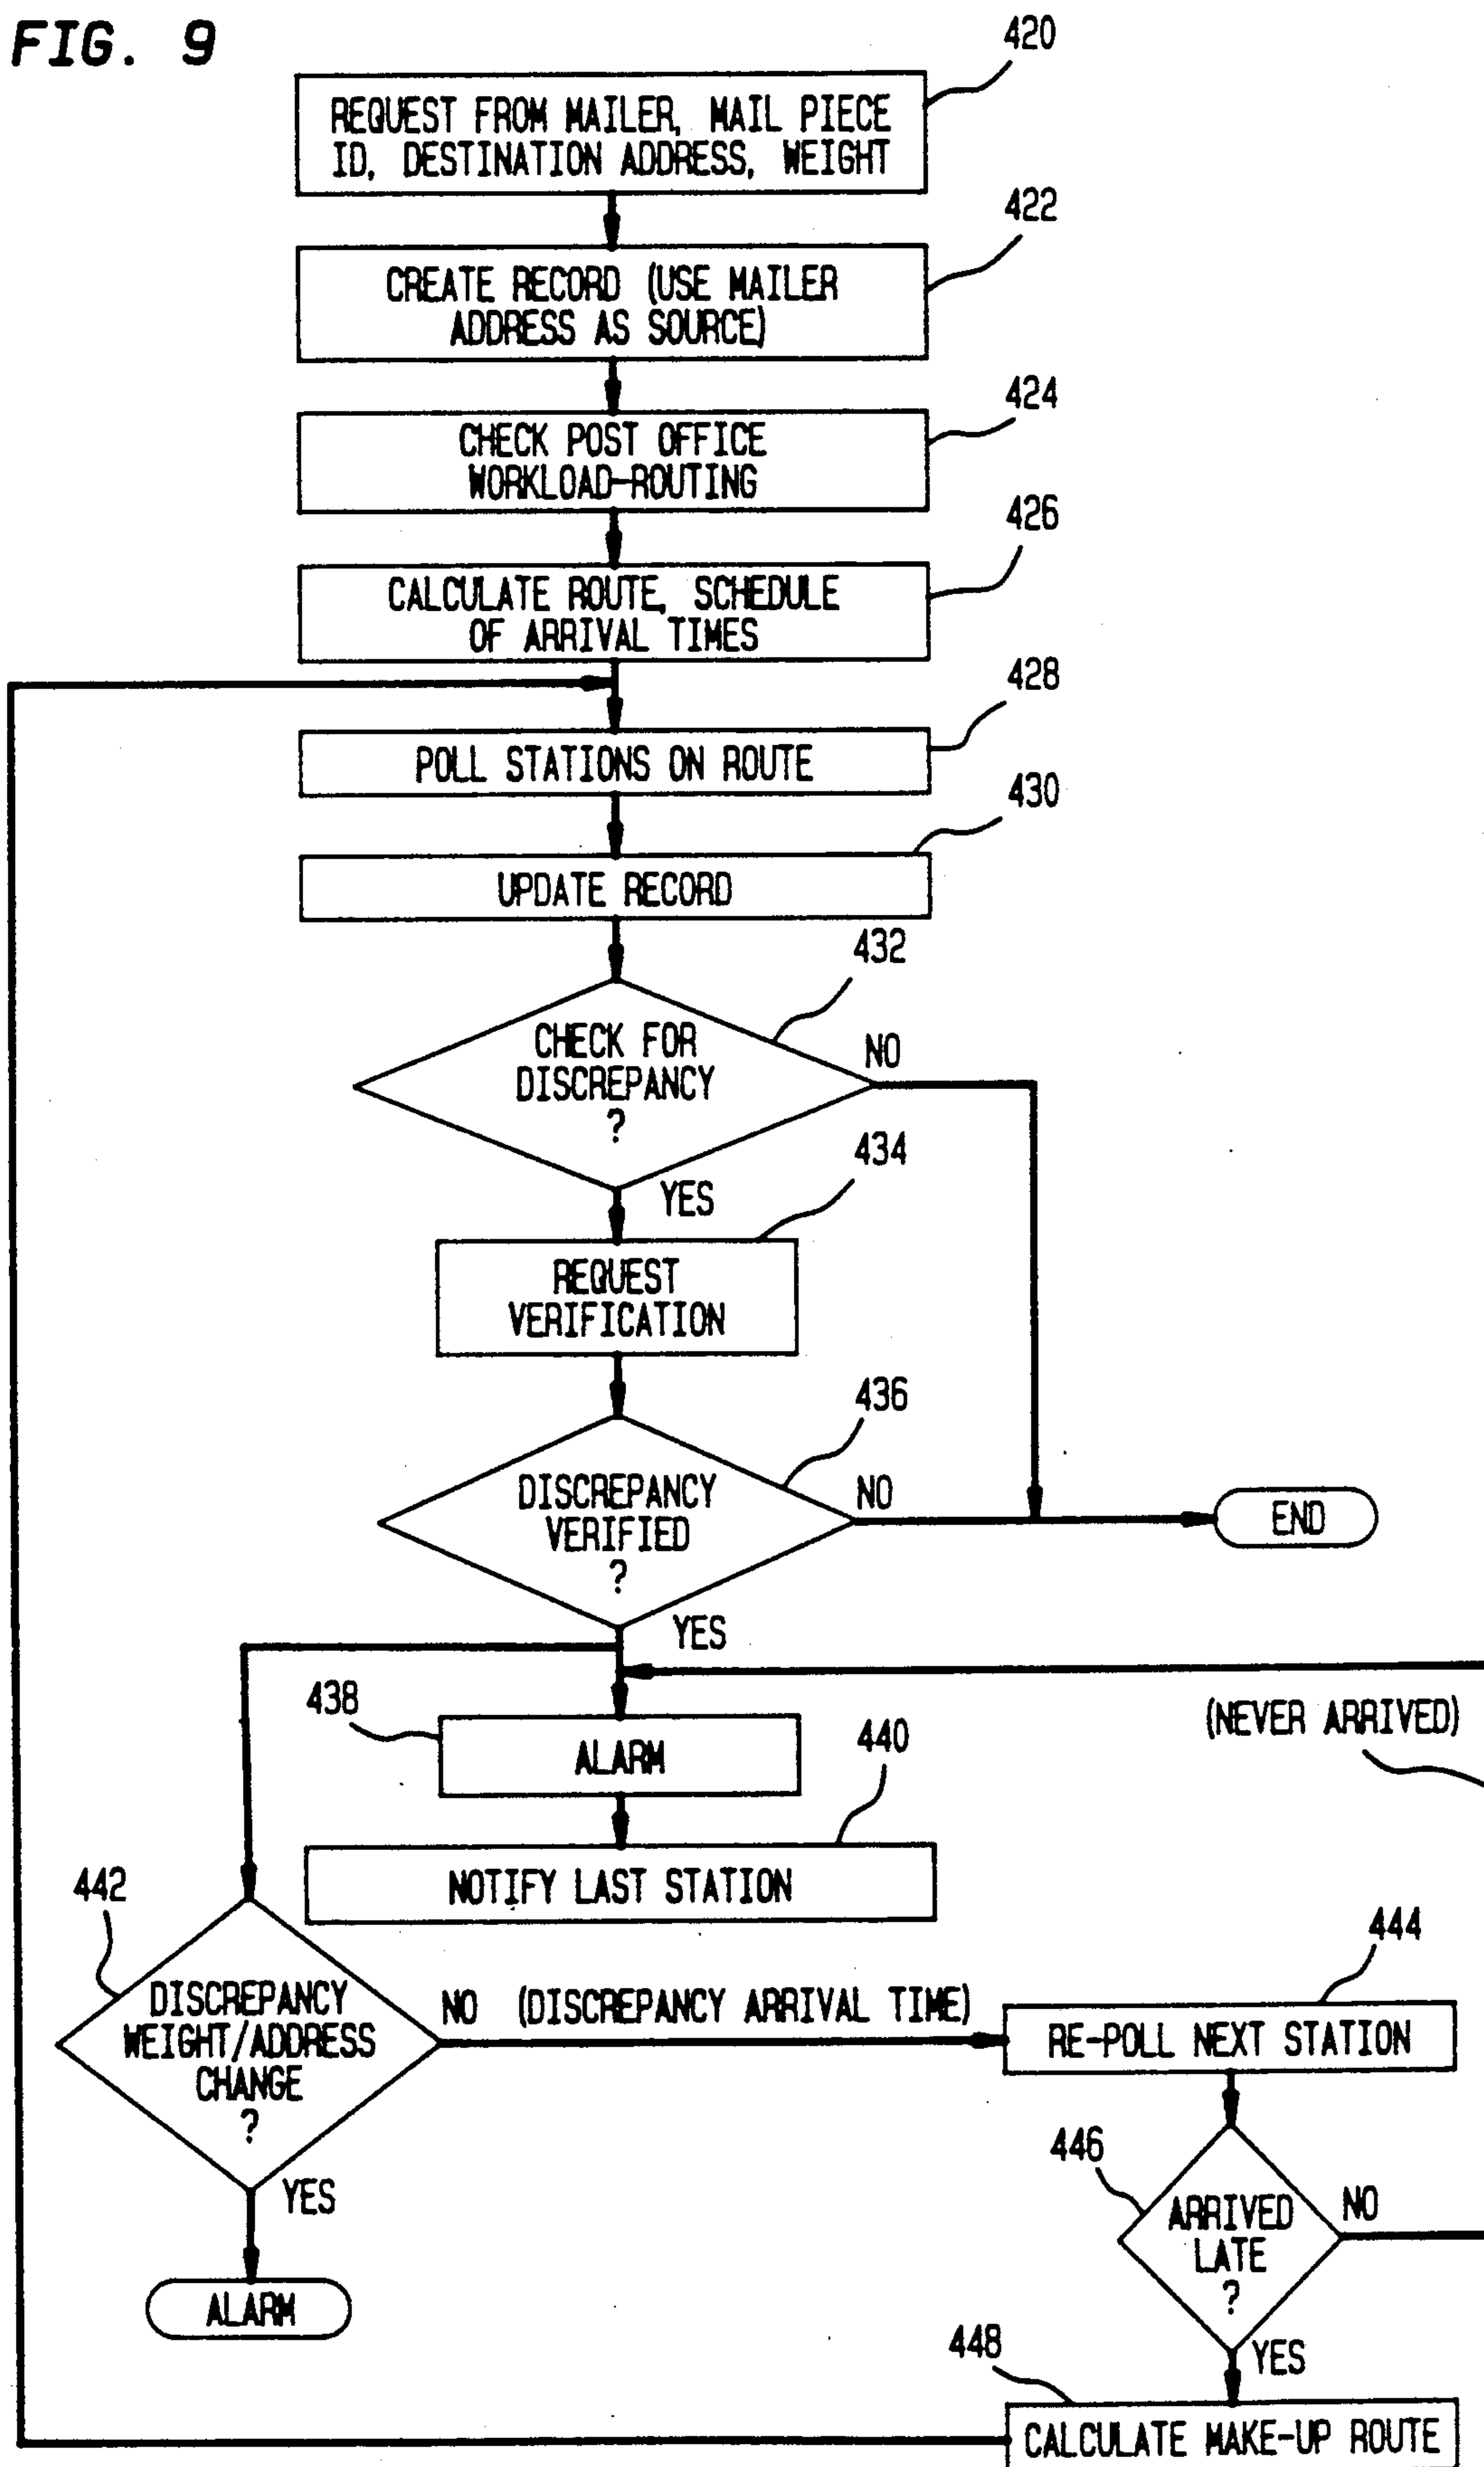 FIG. 9
420
REQUEST FROM MAILER, MAIL PIECE
ID, DESTINATION ADDRESS, WEIGHT
422
CREATE RECORD (USE MAILER
ADDRESS AS SOURCE)
424
CHECK POST OFFICE
WORKLOAD-ROUTING
426
CALCULATE ROUTE, SCHEDULE
OF ARRIVAL TIMES
428
POLL STATIONS ON ROUTE
430
UPDATE RECORD
432
CHECK FOR
DISCREPANCY
?
NO
YES
434
REQUEST
VERIFICATION
436
DISCREPANCY
VERIFIED
?
NO
END
YES
438
ALARM
(NEVER ARRIVED)
440
NOTIFY LAST STATION
442
DISCREPANCY
WEIGHT/ADDRESS
CHANGE
?
NO (DISCREPANCY ARRIVAL TIME)
444
RE-POLL NEXT STATION
446
ARRIVED
LATE
?
NO
YES
ALARM
YES
448
CALCULATE MAKE-UP ROUTE